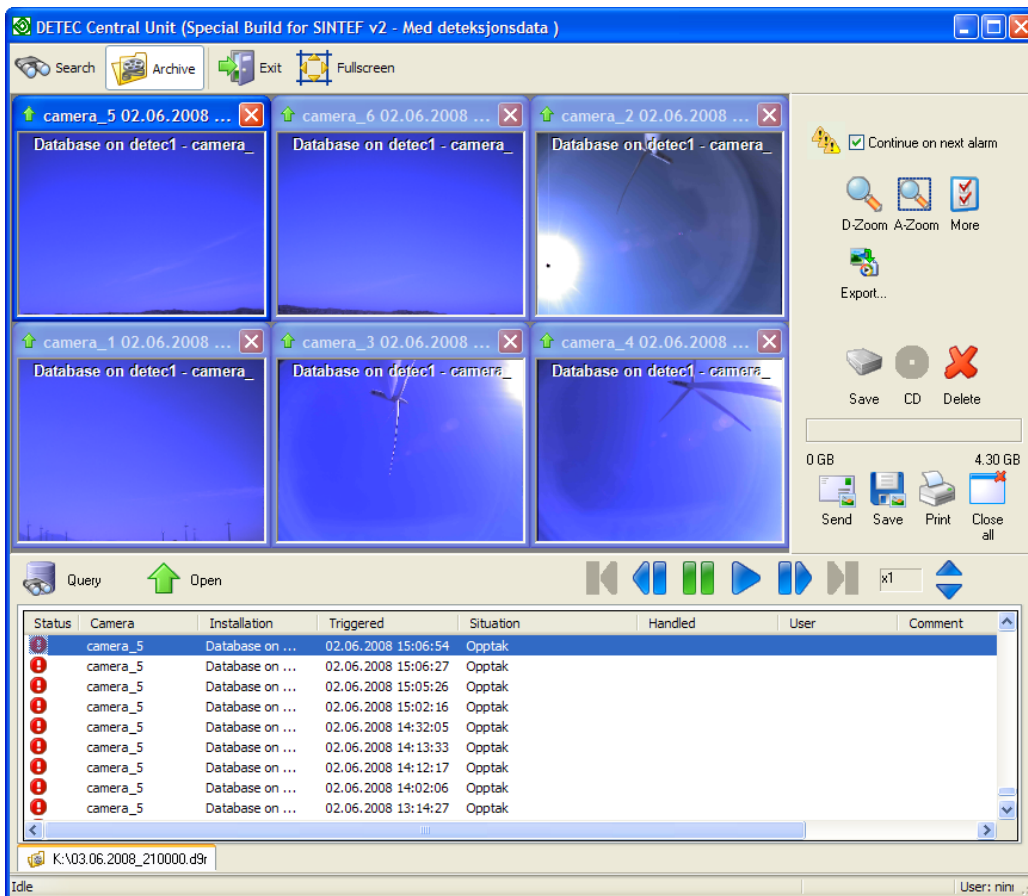 DETEC Central Unit (Special Build for SINTEF v2 - Med deteksjonsdata )
Search Archive Exit Fullscreen
camera_5 02.06.2008 ... camera_6 02.06.2008 ... camera_2 02.06.2008 ...
Database on detec1 - camera_ Database on detec1 - camera_ Database on detec1 - camera_
camera_1 02.06.2008 ... camera_3 02.06.2008 ... camera_4 02.06.2008 ...
Database on detec1 - camera_ Database on detec1 - camera_ Database on detec1 - camera_
Continue on next alarm
D-Zoom A-Zoom More
Export...
Save CD Delete
0 GB 4.30 GB
Send Save Print Close
all
Query Open x1
Status Camera Installation Triggered Situation Handled User Comment
camera_5 Database on ... 02.06.2008 15:06:54 Opptak
camera_5 Database on ... 02.06.2008 15:06:27 Opptak
camera_5 Database on ... 02.06.2008 15:05:26 Opptak
camera_5 Database on ... 02.06.2008 15:02:16 Opptak
camera_5 Database on ... 02.06.2008 14:32:05 Opptak
camera_5 Database on ... 02.06.2008 14:13:33 Opptak
camera_5 Database on ... 02.06.2008 14:12:17 Opptak
camera_5 Database on ... 02.06.2008 14:02:06 Opptak
camera_5 Database on ... 02.06.2008 13:14:27 Opptak
K:\03.06.2008_210000.d9r
Idle User: